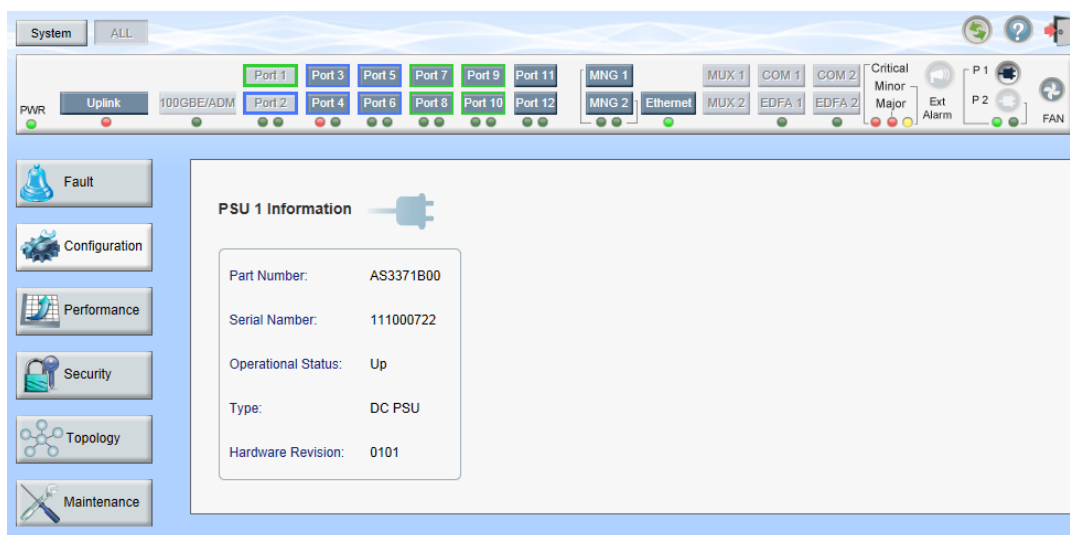 System ALL
Port 1 Port 3 Port 5 Port 7 Port 9 Port 11 MNG 1 MUX 1 COM 1 COM 2 Critical P 1
Minor
PWR Uplink 100GBE/ADM Port 2 Port 4 Port 6 Port 8 Port 10 Port 12 MNG 2 Ethernet MUX 2 EDFA 1 EDFA 2 Major Ext Alarm P 2 FAN
Fault
Configuration
Performance
Security
Topology
Maintenance
PSU 1 Information
Part Number: AS3371B00
Serial Namber: 111000722
Operational Status: Up
Type: DC PSU
Hardware Revision: 0101